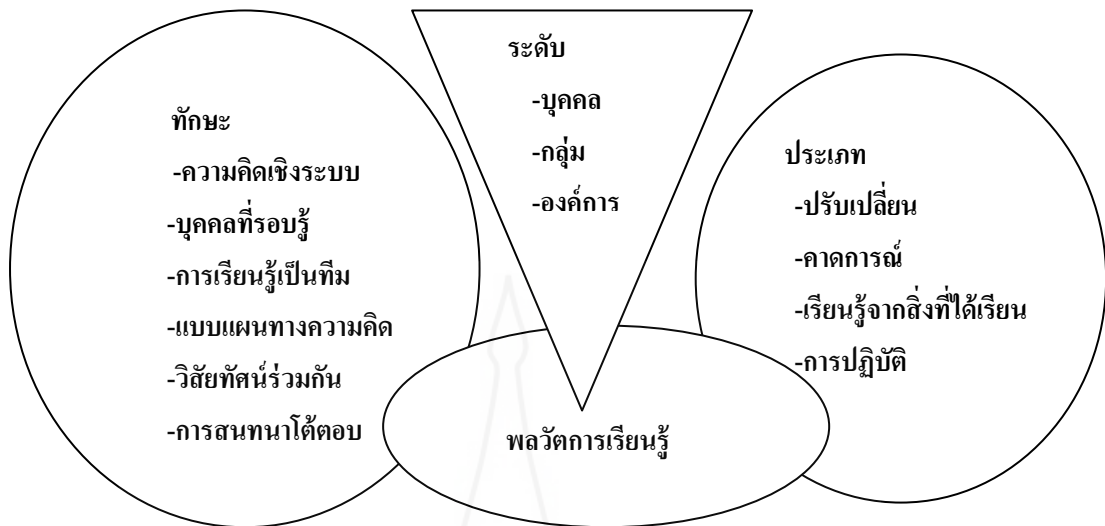 ทักษะ
-ความคิดเชิงระบบ
-บุคคลที่รอบรู้
-การเรียนรู้เป็นทีม
-แบบแผนทางความคิด
-วิสัยทัศน์ร่วมกัน
-การสนทนาโต้ตอบ
ระดับ
-บุคคล
-กลุ่ม
-องค์การ
ประเภท
-ปรับเปลี่ยน
-คาดการณ์
-เรียนรู้จากสิ่งที่ได้เรียน
-การปฏิบัติ
พลวัตการเรียนรู้